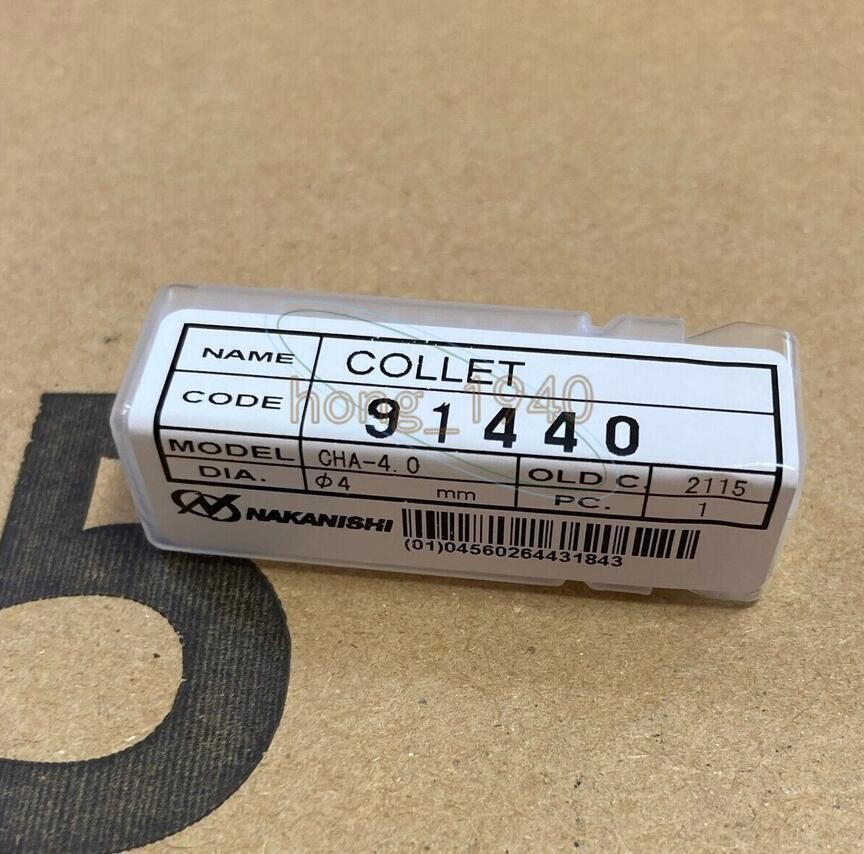 NAME COLLET
CODE 91440
hong_1940
MODEL CHA-4.0 OLD C. 2115
DIA. φ4 mm PC. 1
NAKANISHI
(01)04560264431843
5